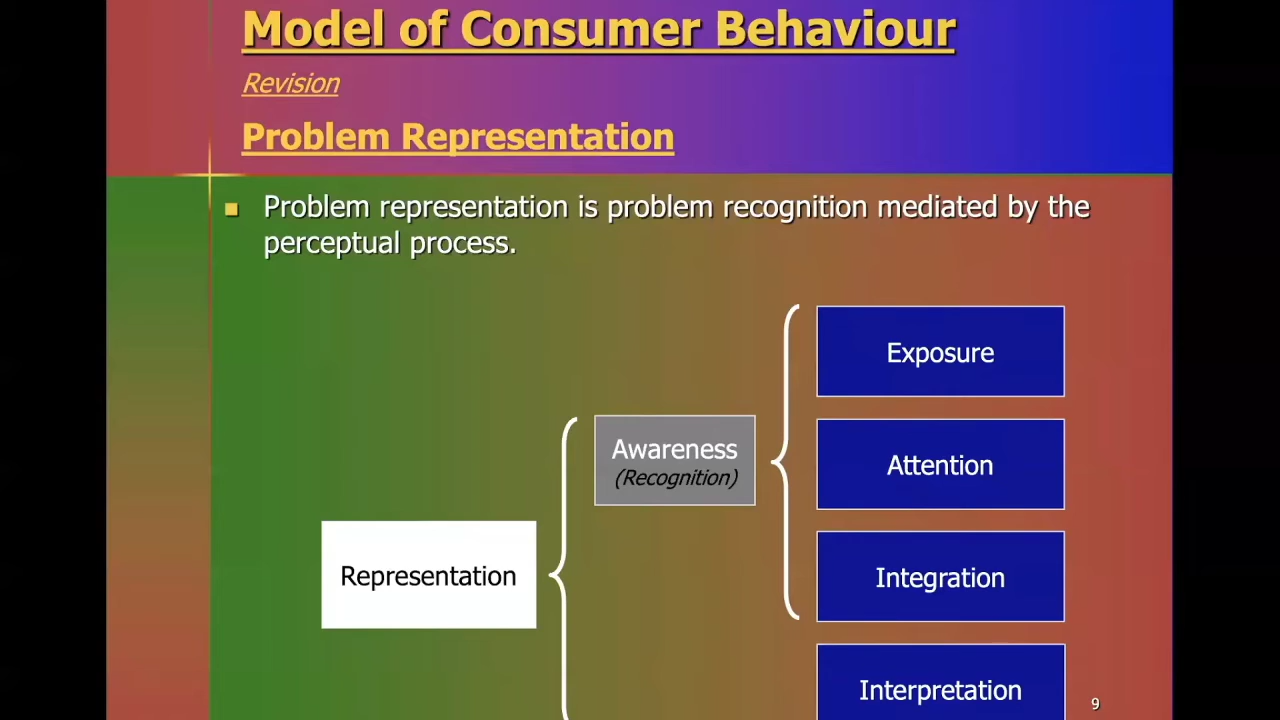 Model of Consumer Behaviour
Revision
Problem Representation
Problem representation is problem recognition mediated by the
perceptual process.
Exposure
Awareness
(Recognition)
Attention
Representation
Integration
Interpretation
9